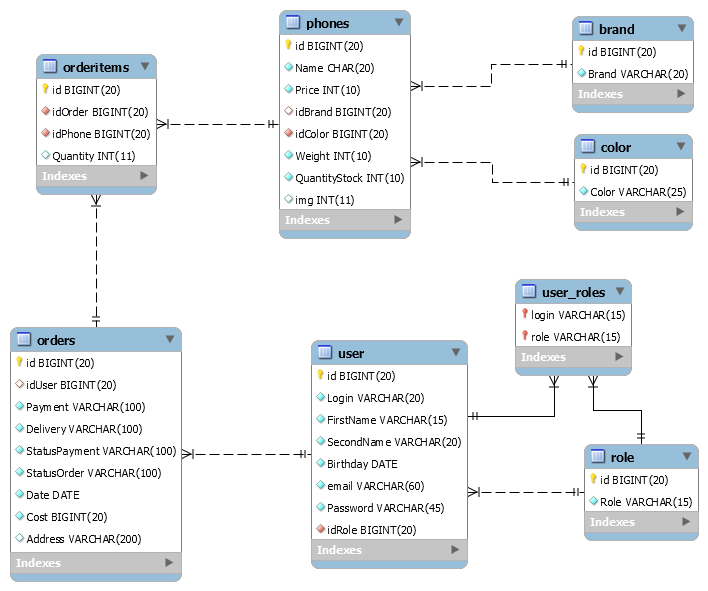 phones
id BIGINT(20)
Name CHAR(20)
Price INT(10)
idBrand BIGINT(20)
idColor BIGINT(20)
Weight INT(10)
QuantityStock INT(10)
img INT(11)
Indexes
brand
id BIGINT(20)
Brand VARCHAR(20)
Indexes
orderitems
id BIGINT(20)
idOrder BIGINT(20)
idPhone BIGINT(20)
Quantity INT(11)
Indexes
color
id BIGINT(20)
Color VARCHAR(25)
Indexes
user_roles
login VARCHAR(15)
role VARCHAR(15)
Indexes
orders
id BIGINT(20)
idUser BIGINT(20)
Payment VARCHAR(100)
Delivery VARCHAR(100)
StatusPayment VARCHAR(100)
StatusOrder VARCHAR(100)
Date DATE
Cost BIGINT(20)
Address VARCHAR(200)
Indexes
user
id BIGINT(20)
Login VARCHAR(20)
FirstName VARCHAR(15)
SecondName VARCHAR(20)
Birthday DATE
email VARCHAR(60)
Password VARCHAR(45)
idRole BIGINT(20)
Indexes
role
id BIGINT(20)
Role VARCHAR(15)
Indexes